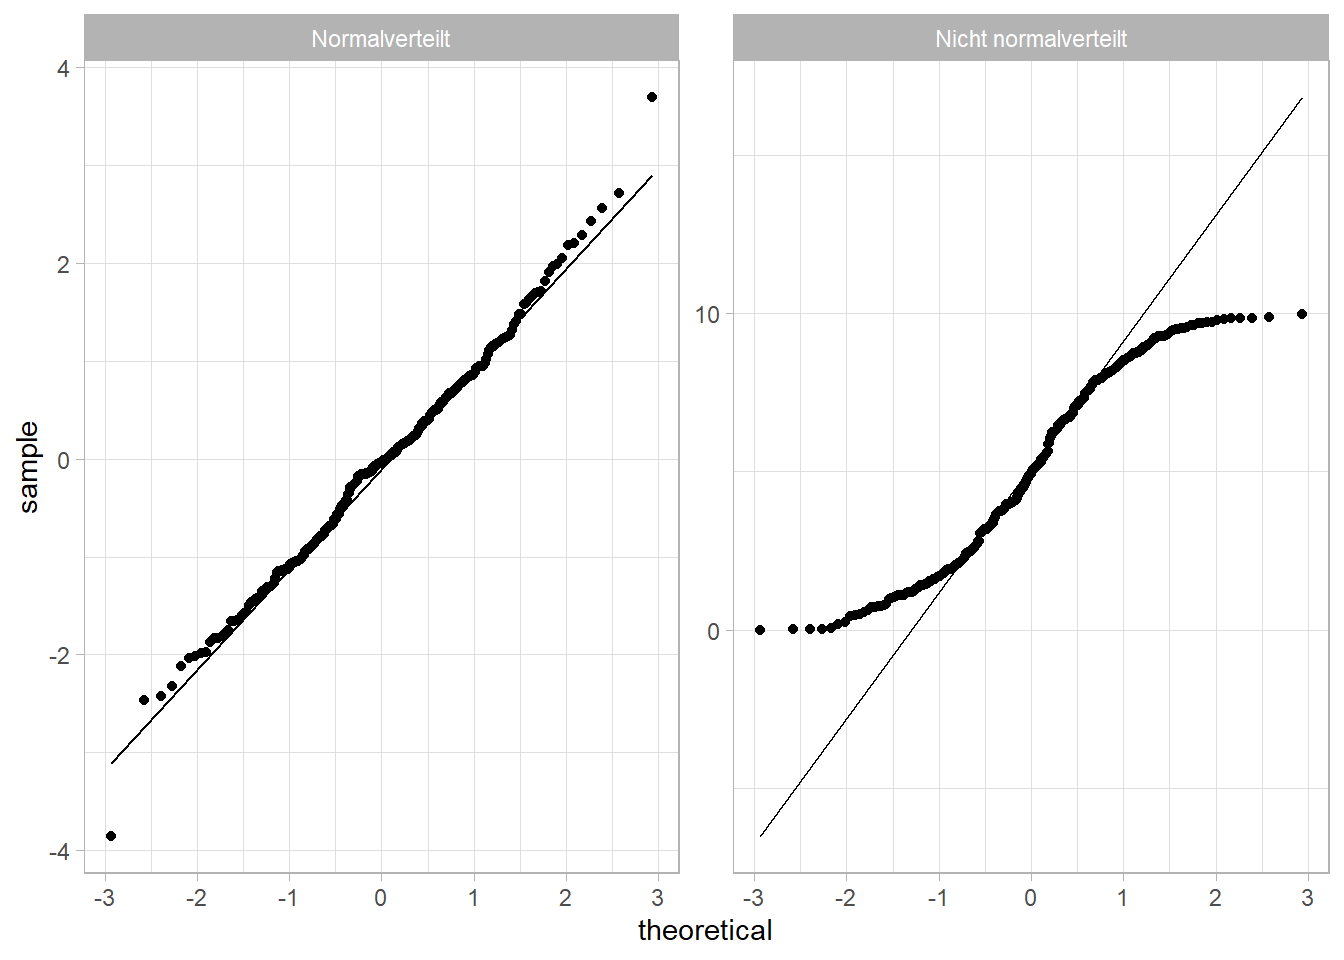 Normalverteilt
Nicht normalverteilt
sample
4
2
0
-2
-4
10
0
-3 -2 -1 0 1 2 3
-3 -2 -1 0 1 2 3
theoretical